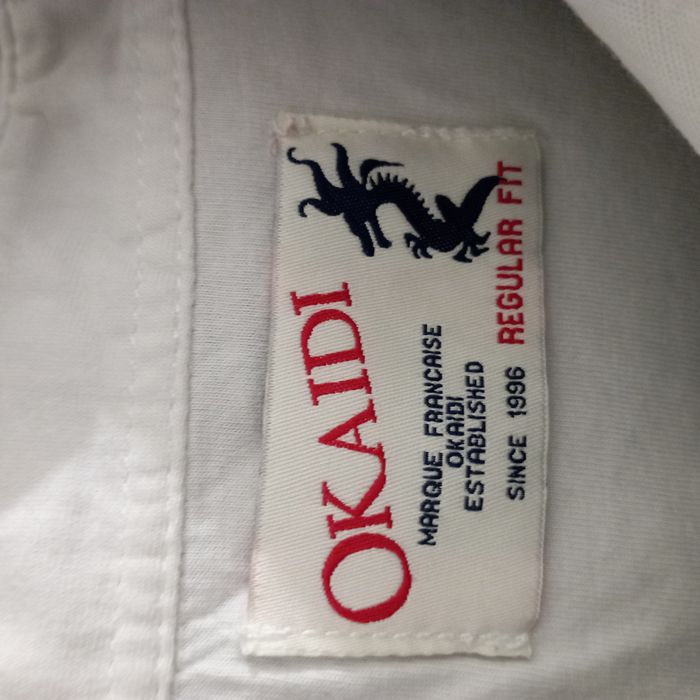 OKAIDI
MARQUE FRANCAISE
OKAIDI
ESTABLISHED
SINCE 1996 REGULAR FIT